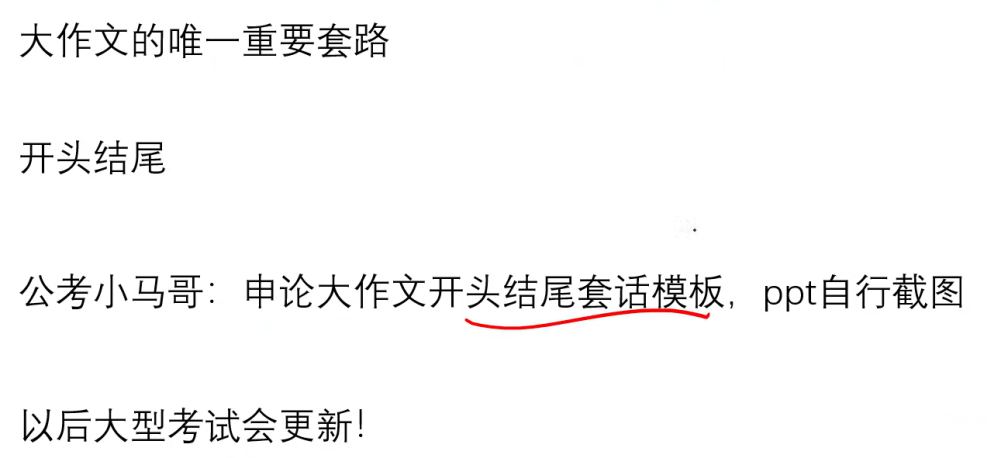 大作文的唯一重要套路
开头结尾
公考小马哥：申论大作文开头结尾套话模板，ppt自行截图
以后大型考试会更新！